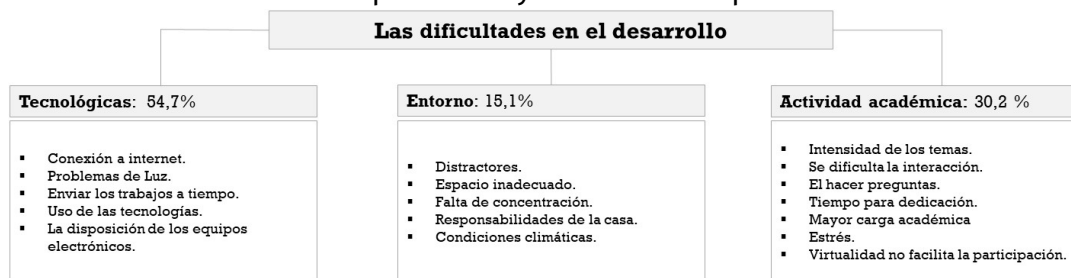 Las dificultades en el desarrollo
Tecnológicas: 54,7%
▪ Conexión a internet.
▪ Problemas de Luz.
▪ Enviar los trabajos a tiempo.
▪ Uso de las tecnologías.
▪ La disposición de los equipos
electrónicos.
Entorno: 15,1%
▪ Distractores.
▪ Espacio inadecuado.
▪ Falta de concentración.
▪ Responsabilidades de la casa.
▪ Condiciones climáticas.
Actividad académica: 30,2 %
▪ Intensidad de los temas.
▪ Se dificulta la interacción.
▪ El hacer preguntas.
▪ Tiempo para dedicación.
▪ Mayor carga académica
▪ Estrés.
▪ Virtualidad no facilita la participación.